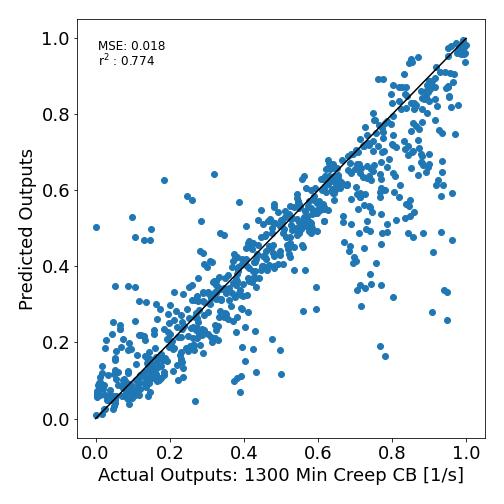 MSE: 0.018
r² : 0.774
1.0
0.8
0.6
0.4
0.2
0.0
Predicted Outputs
0.0 0.2 0.4 0.6 0.8 1.0
Actual Outputs: 1300 Min Creep CB [1/s]